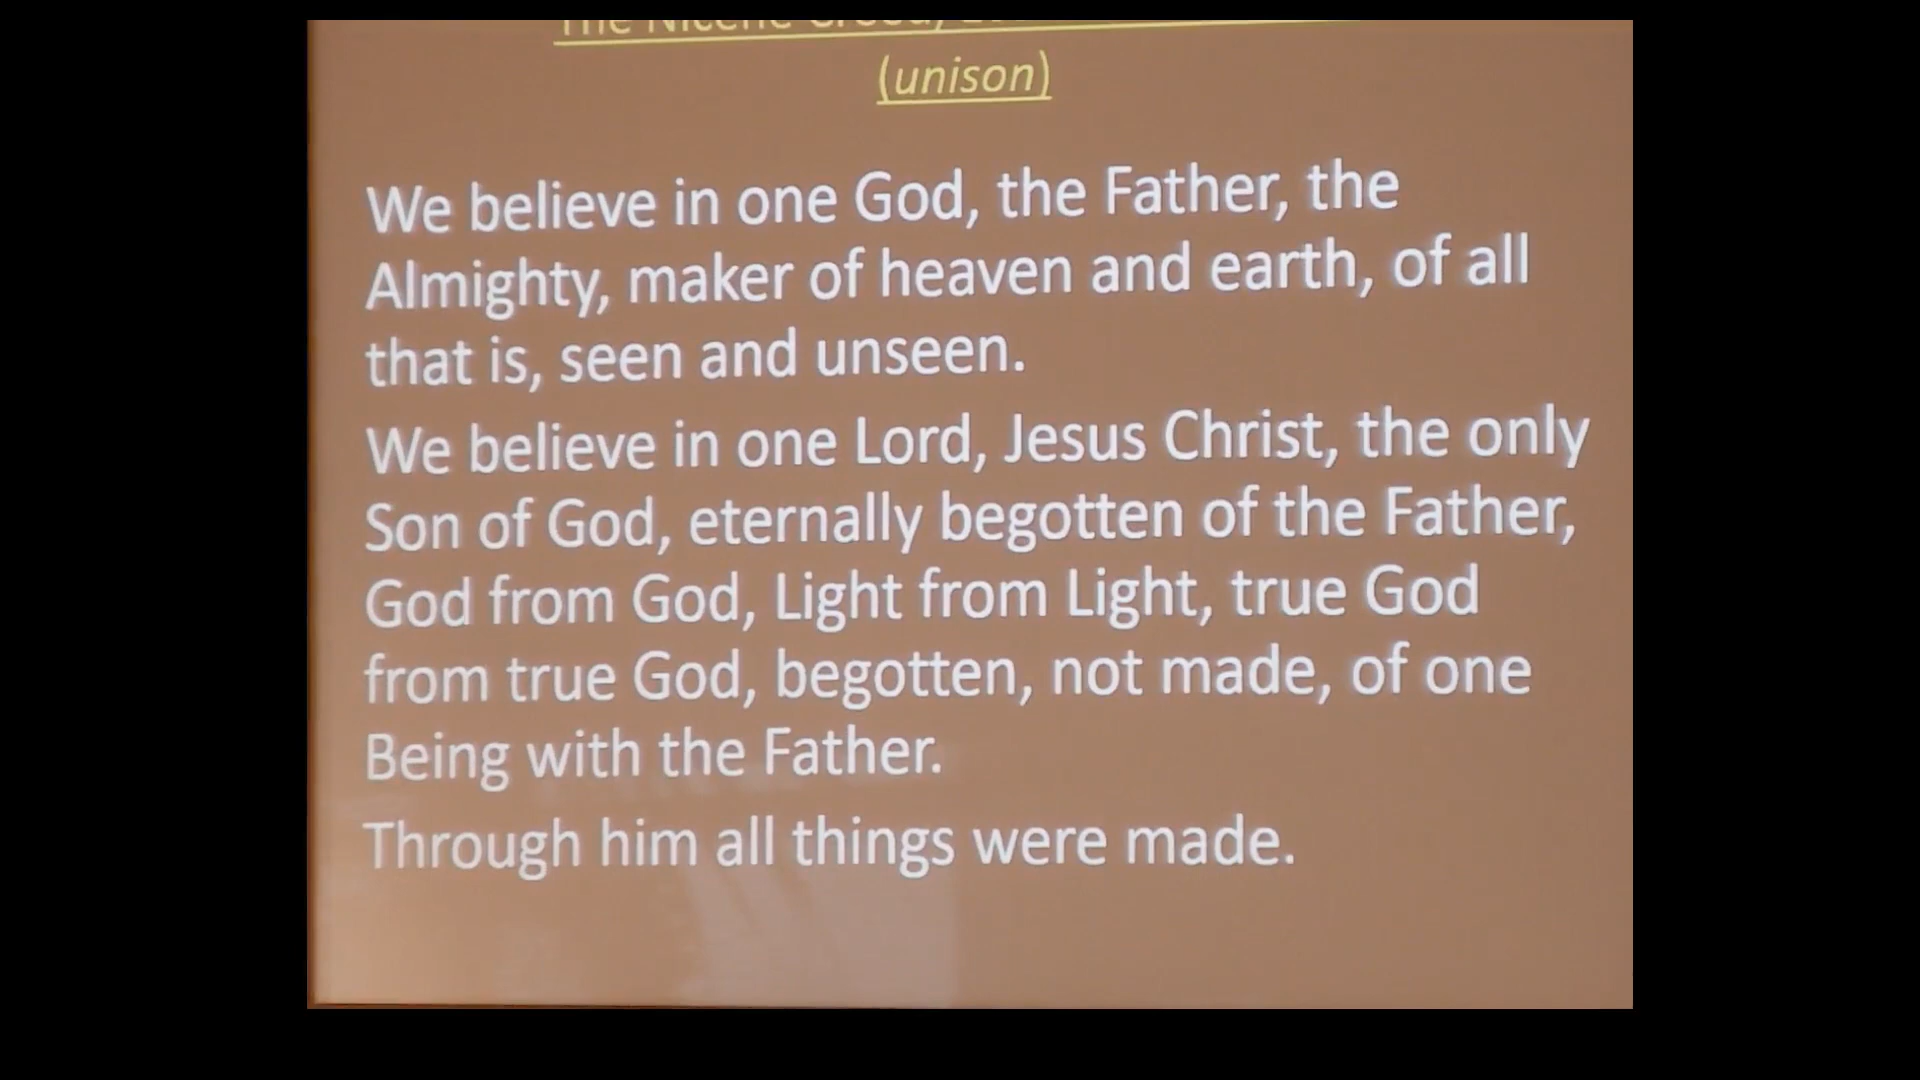 The Nicene Creed,
(unison)
We believe in one God, the Father, the
Almighty, maker of heaven and earth, of all
that is, seen and unseen.
We believe in one Lord, Jesus Christ, the only
Son of God, eternally begotten of the Father,
God from God, Light from Light, true God
from true God, begotten, not made, of one
Being with the Father.
Through him all things were made.